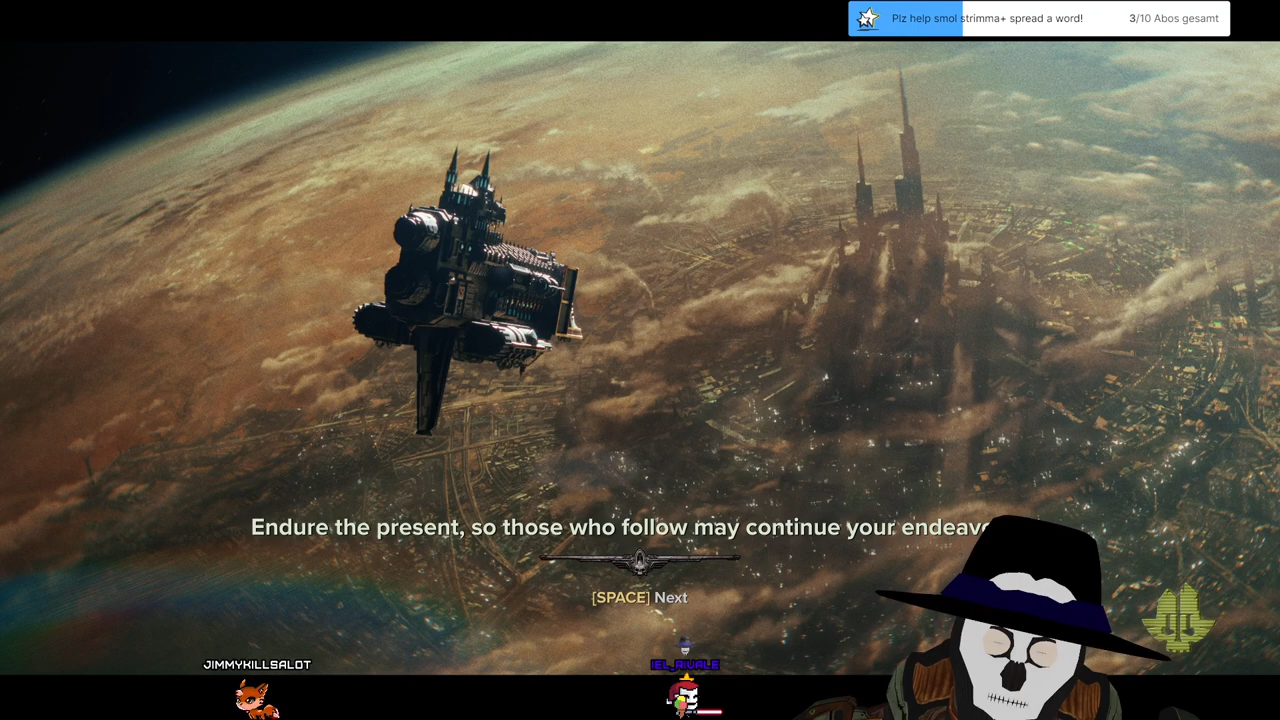 Plz help smol strimma+ spread a word!
3/10 Abos gesamt
Endure the present, so those who follow may continue your
[SPACE] Next
JIMMYKILLSALOT